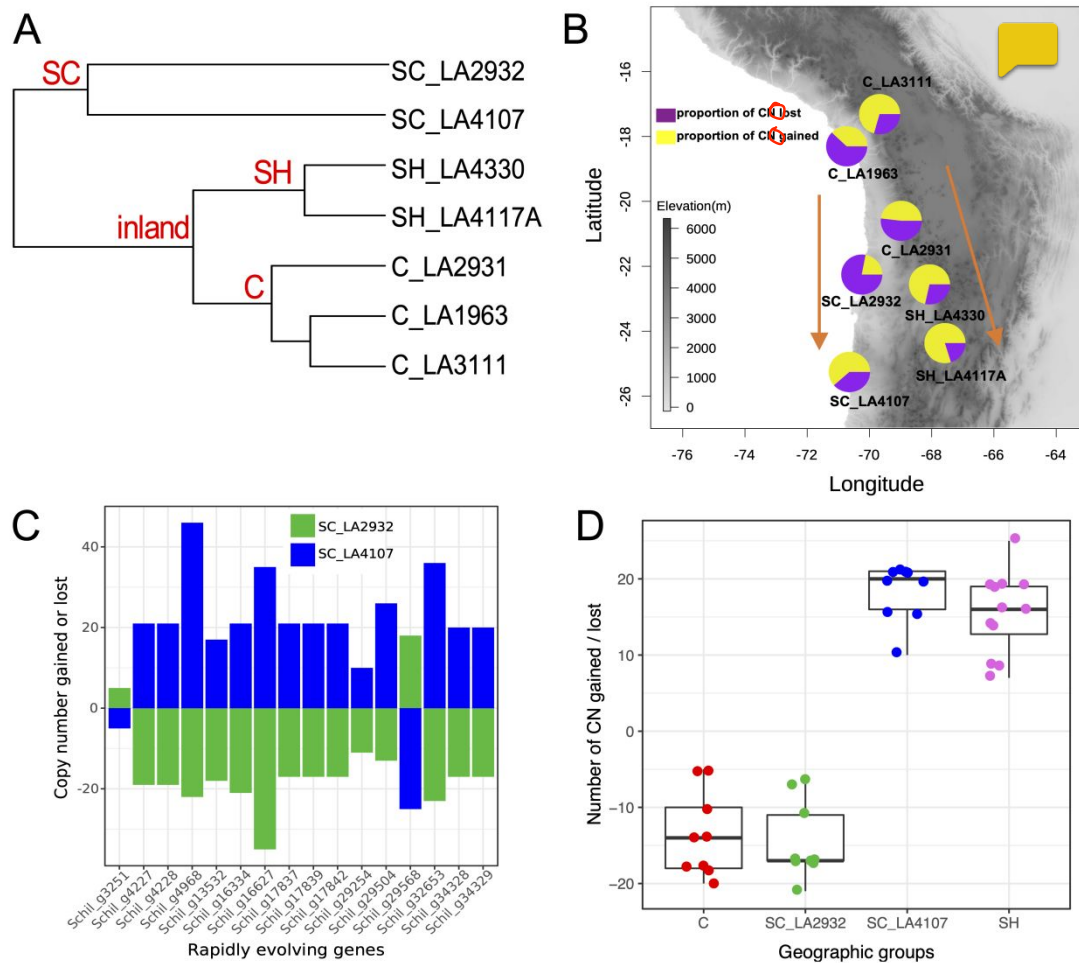 A
SC
SC_LA2932
SC_LA4107
SH
SH_LA4330
SH_LA4117A
inland
C
C_LA2931
C_LA1963
C_LA3111
B
Latitude
-16
-18
-20
-22
-24
-26
proportion of CN lost
proportion of CN gained
Elevation(m)
6000
5000
4000
3000
2000
1000
0
C_LA3111
C_LA1963
C_LA2931
SC_LA2932
SH_LA4330
SH_LA4117A
SC_LA4107
-76 -74 -72 -70 -68 -66 -64
Longitude
C
Copy number gained or lost
40
20
0
-20
SC_LA2932
SC_LA4107
Schil_g3251
Schil_g4227
Schil_g4228
Schil_g4968
Schil_g13532
Schil_g16334
Schil_g16627
Schil_g17837
Schil_g17839
Schil_g17842
Schil_g29254
Schil_g29504
Schil_g29568
Schil_g32653
Schil_g34328
Schil_g34329
Rapidly evolving genes
D
Number of CN gained / lost
20
10
0
−10
−20
C SC_LA2932 SC_LA4107 SH
Geographic groups